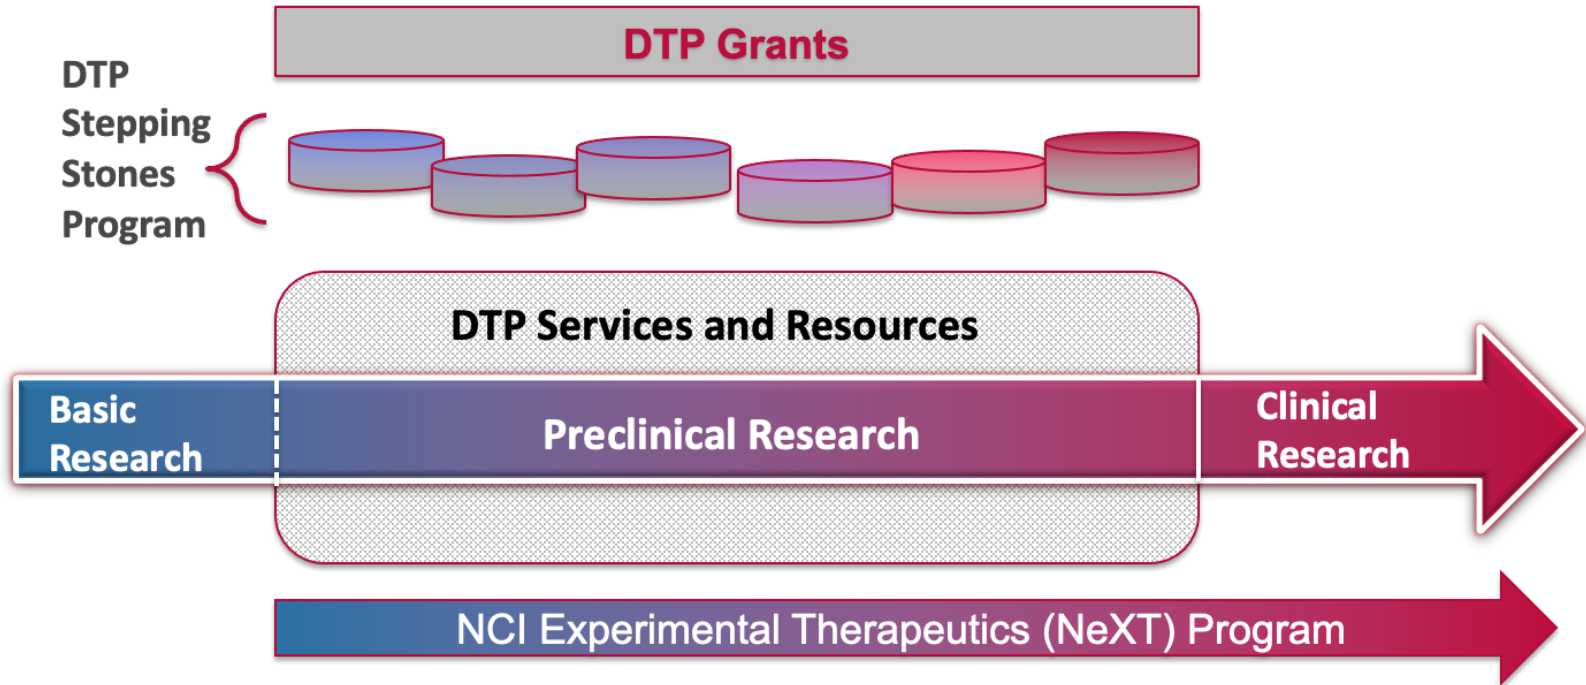 DTP Grants
DTP
Stepping
Stones
Program
DTP Services and Resources
Basic
Research
Preclinical Research
Clinical
Research
NCI Experimental Therapeutics (NeXT) Program